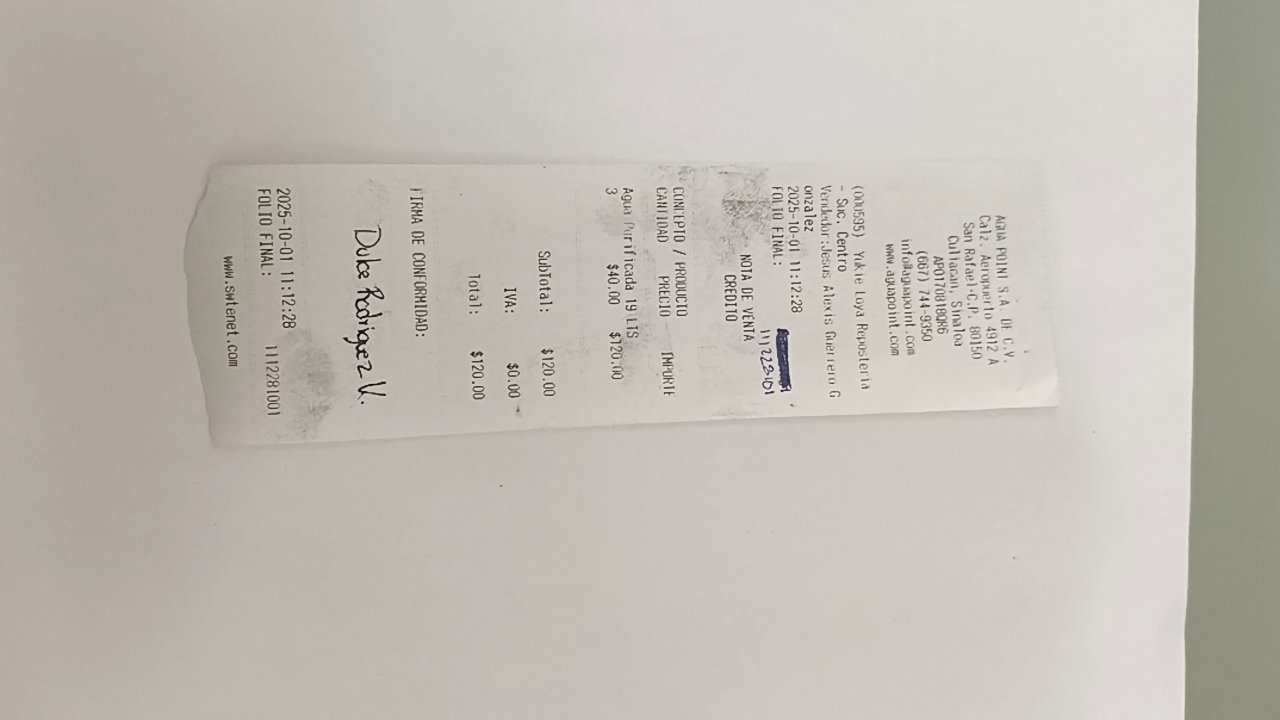 AGUA POINT S.A. DE C.V.
Calz. Aeropuerto 4912 A
San Rafael C.P. 80150
Culiacan, Sinaloa
APO170818QR6
(667) 744-9350
info@aguapoint.com
www.aguapoint.com
(000595) Yukie Loya Reposteria
- Suc. Centro
Vendedor:Jesus Alexis Guerrero G
onzalez
2025-10-01 11:12:28
FOLIO FINAL:
NOTA DE VENTA
CREDITO
CONCEPTO / PRODUCTO
CANTIDAD PRECIO IMPORTE
Agua Purificada 19 LTS
3 $40.00 $120.00
SubTotal: $120.00
IVA: $0.00
Total: $120.00
FIRMA DE CONFORMIDAD:
Dulce Rodriguez V.
2025-10-01 11:12:28
FOLIO FINAL: 1112281001
www.swtenet.com